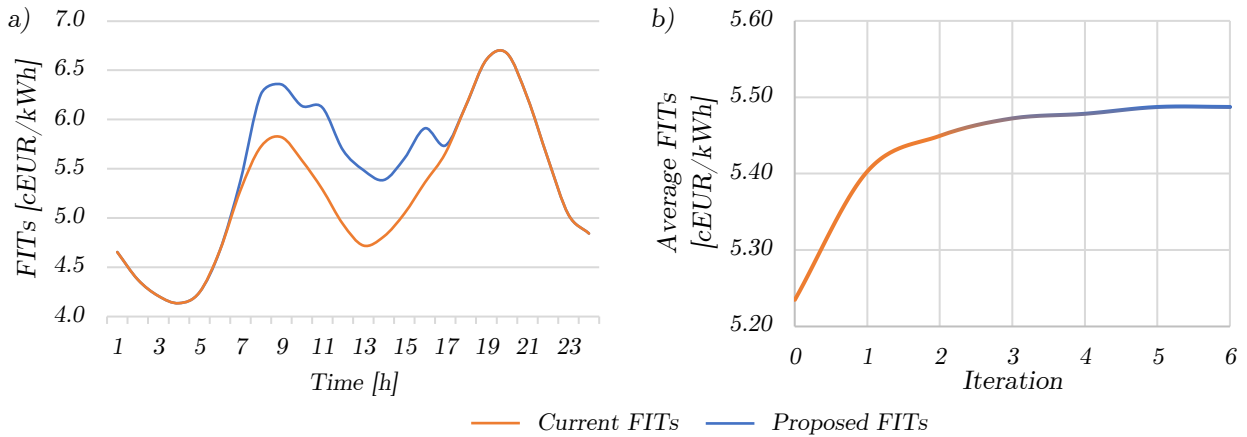 a)
FITs [cEUR/kWh]
7.0
6.5
6.0
5.5
5.0
4.5
4.0
1 3 5 7 9 11 13 15 17 19 21 23
Time [h]
b)
Average FITs
[cEUR/kWh]
5.60
5.50
5.40
5.30
5.20
0 1 2 3 4 5 6
Iteration
Current FITs Proposed FITs